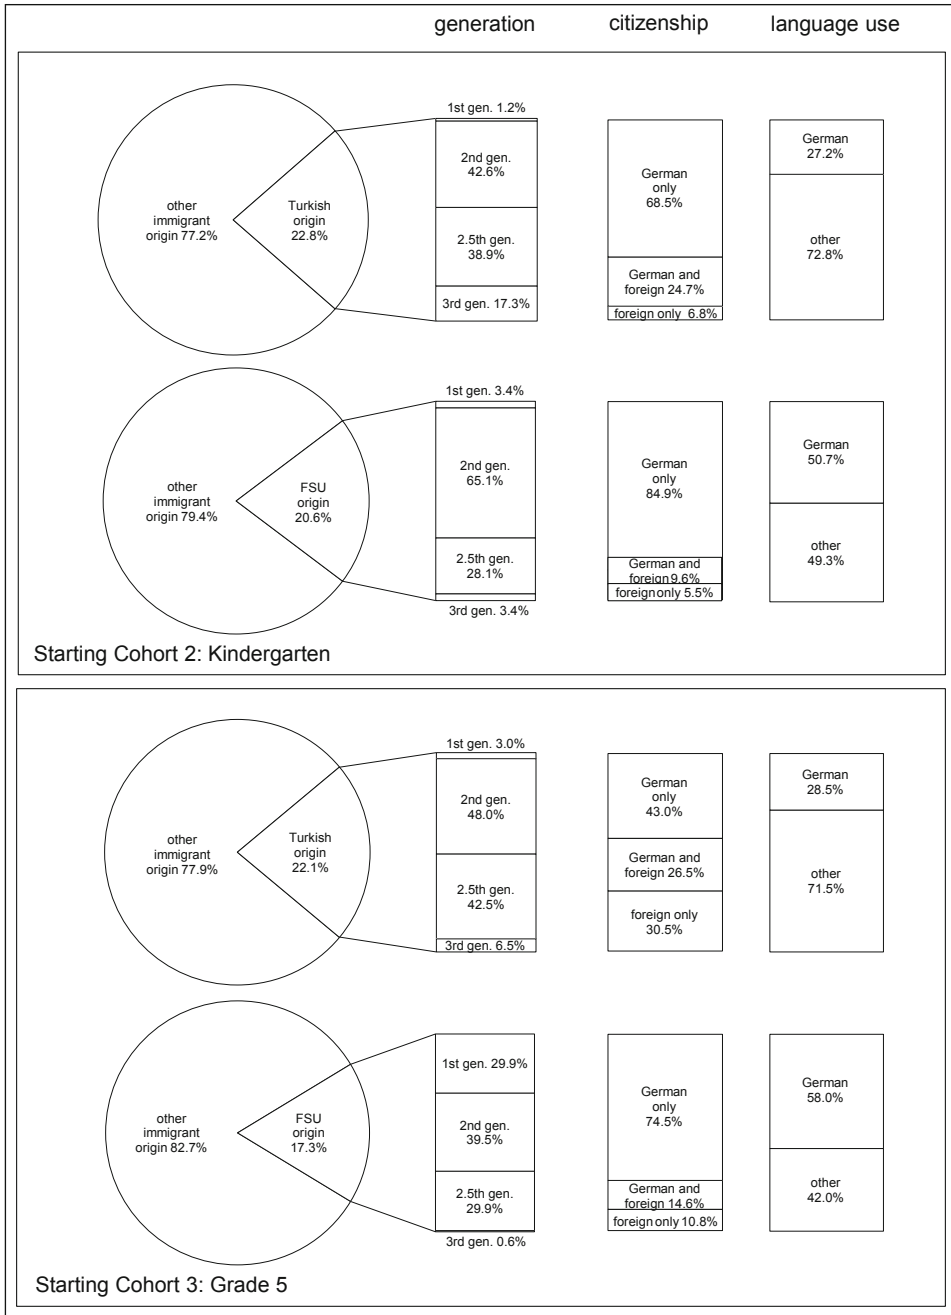 generation
citizenship
language use
other
immigrant
origin 77.2%
Turkish
origin
22.8%
1st gen. 1.2%
2nd gen.
42.6%
2.5th gen.
38.9%
3rd gen. 17.3%
German
only
68.5%
German and
foreign 24.7%
foreign only 6.8%
German
27.2%
other
72.8%
other
immigrant
origin 79.4%
FSU
origin
20.6%
1st gen. 3.4%
2nd gen.
65.1%
2.5th gen.
28.1%
3rd gen. 3.4%
German
only
84.9%
German and
foreign 9.6%
foreign only 5.5%
German
50.7%
other
49.3%
Starting Cohort 2: Kindergarten
other
immigrant
origin 77.9%
Turkish
origin
22.1%
1st gen. 3.0%
2nd gen.
48.0%
2.5th gen.
42.5%
3rd gen. 6.5%
German
only
43.0%
German and
foreign 26.5%
foreign only
30.5%
German
28.5%
other
71.5%
other
immigrant
origin 82.7%
FSU
origin
17.3%
1st gen. 29.9%
2nd gen.
39.5%
2.5th gen.
29.9%
3rd gen. 0.6%
German
only
74.5%
German and
foreign 14.6%
foreign only 10.8%
German
58.0%
other
42.0%
Starting Cohort 3: Grade 5